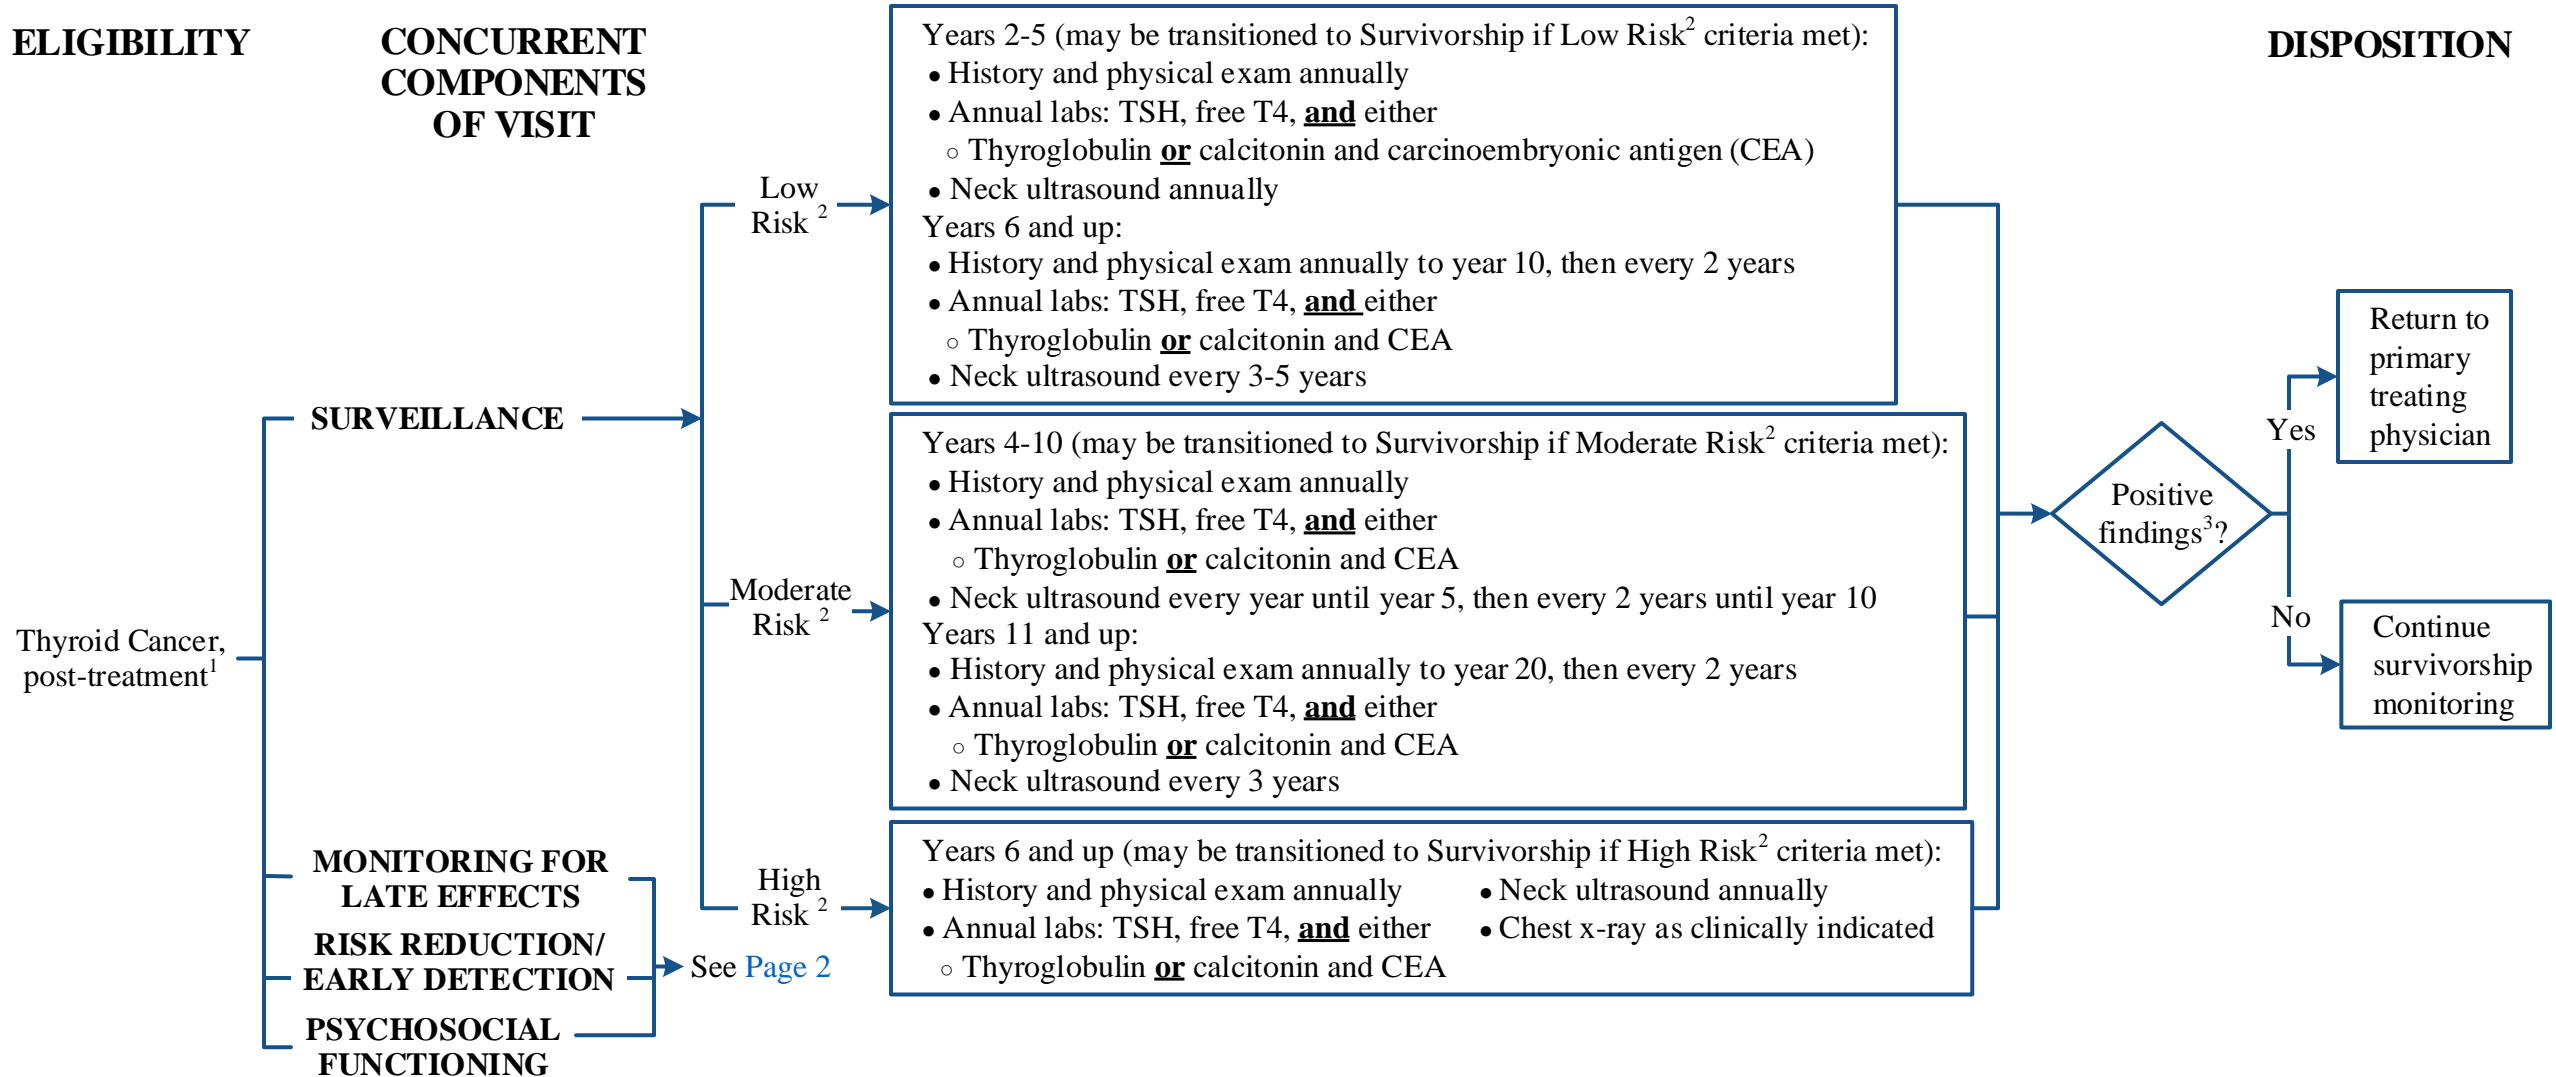 ELIGIBILITY
CONCURRENT
COMPONENTS
OF VISIT
DISPOSITION
Thyroid Cancer,
post-treatment¹
SURVEILLANCE
Low
Risk ²
Years 2-5 (may be transitioned to Survivorship if Low Risk² criteria met):
● History and physical exam annually
● Annual labs: TSH, free T4, and either
○ Thyroglobulin or calcitonin and carcinoembryonic antigen (CEA)
● Neck ultrasound annually
Years 6 and up:
● History and physical exam annually to year 10, then every 2 years
● Annual labs: TSH, free T4, and either
○ Thyroglobulin or calcitonin and CEA
● Neck ultrasound every 3-5 years
Moderate
Risk ²
Years 4-10 (may be transitioned to Survivorship if Moderate Risk² criteria met):
● History and physical exam annually
● Annual labs: TSH, free T4, and either
○ Thyroglobulin or calcitonin and CEA
● Neck ultrasound every year until year 5, then every 2 years until year 10
Years 11 and up:
● History and physical exam annually to year 20, then every 2 years
● Annual labs: TSH, free T4, and either
○ Thyroglobulin or calcitonin and CEA
● Neck ultrasound every 3 years
High
Risk ²
Years 6 and up (may be transitioned to Survivorship if High Risk² criteria met):
● History and physical exam annually
● Annual labs: TSH, free T4, and either
○ Thyroglobulin or calcitonin and CEA
● Neck ultrasound annually
● Chest x-ray as clinically indicated
MONITORING FOR
LATE EFFECTS
RISK REDUCTION/
EARLY DETECTION
PSYCHOSOCIAL
FUNCTIONING
See Page 2
Positive
findings³?
Yes
Return to
primary
treating
physician
No
Continue
survivorship
monitoring